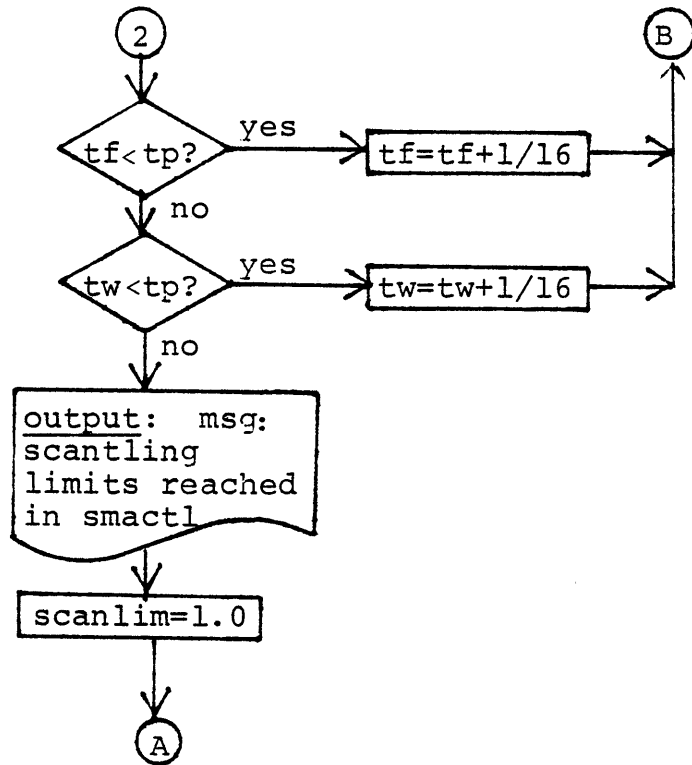 2
B
tf<tp?
yes
tf=tf+1/16
no
tw<tp?
yes
tw=tw+1/16
no
output: msg:
scantling
limits reached
in smactl
scanlim=1.0
A